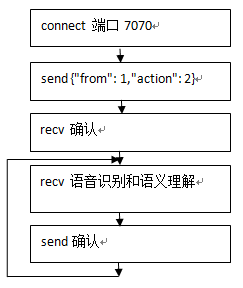 connect 端口 7070
send{"from": 1,"action": 2}
recv 确认
recv 语音识别和语义理解
send 确认